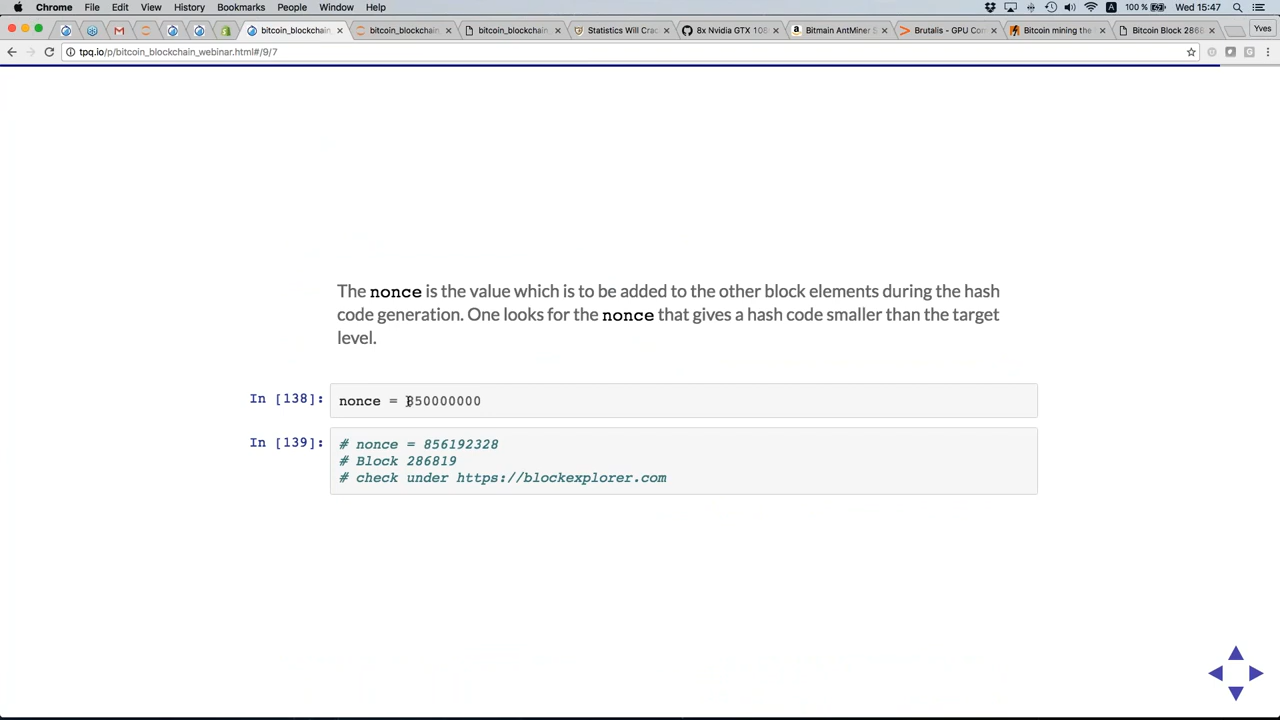 Chrome File Edit View History Bookmarks People Window Help 100 % Wed 15:47
bitcoin_blockchain bitcoin_blockchain bitcoin_blockchain Statistics Will Crac 8x Nvidia GTX 108 Bitmain AntMiner S Brutalis - GPU Com Bitcoin mining the Bitcoin Block 2868 Yves
tpq.io/p/bitcoin_blockchain_webinar.html#/9/7
The nonce is the value which is to be added to the other block elements during the hash
code generation. One looks for the nonce that gives a hash code smaller than the target
level.
In [138]: nonce = 850000000
In [139]: # nonce = 856192328
# Block 286819
# check under https://blockexplorer.com